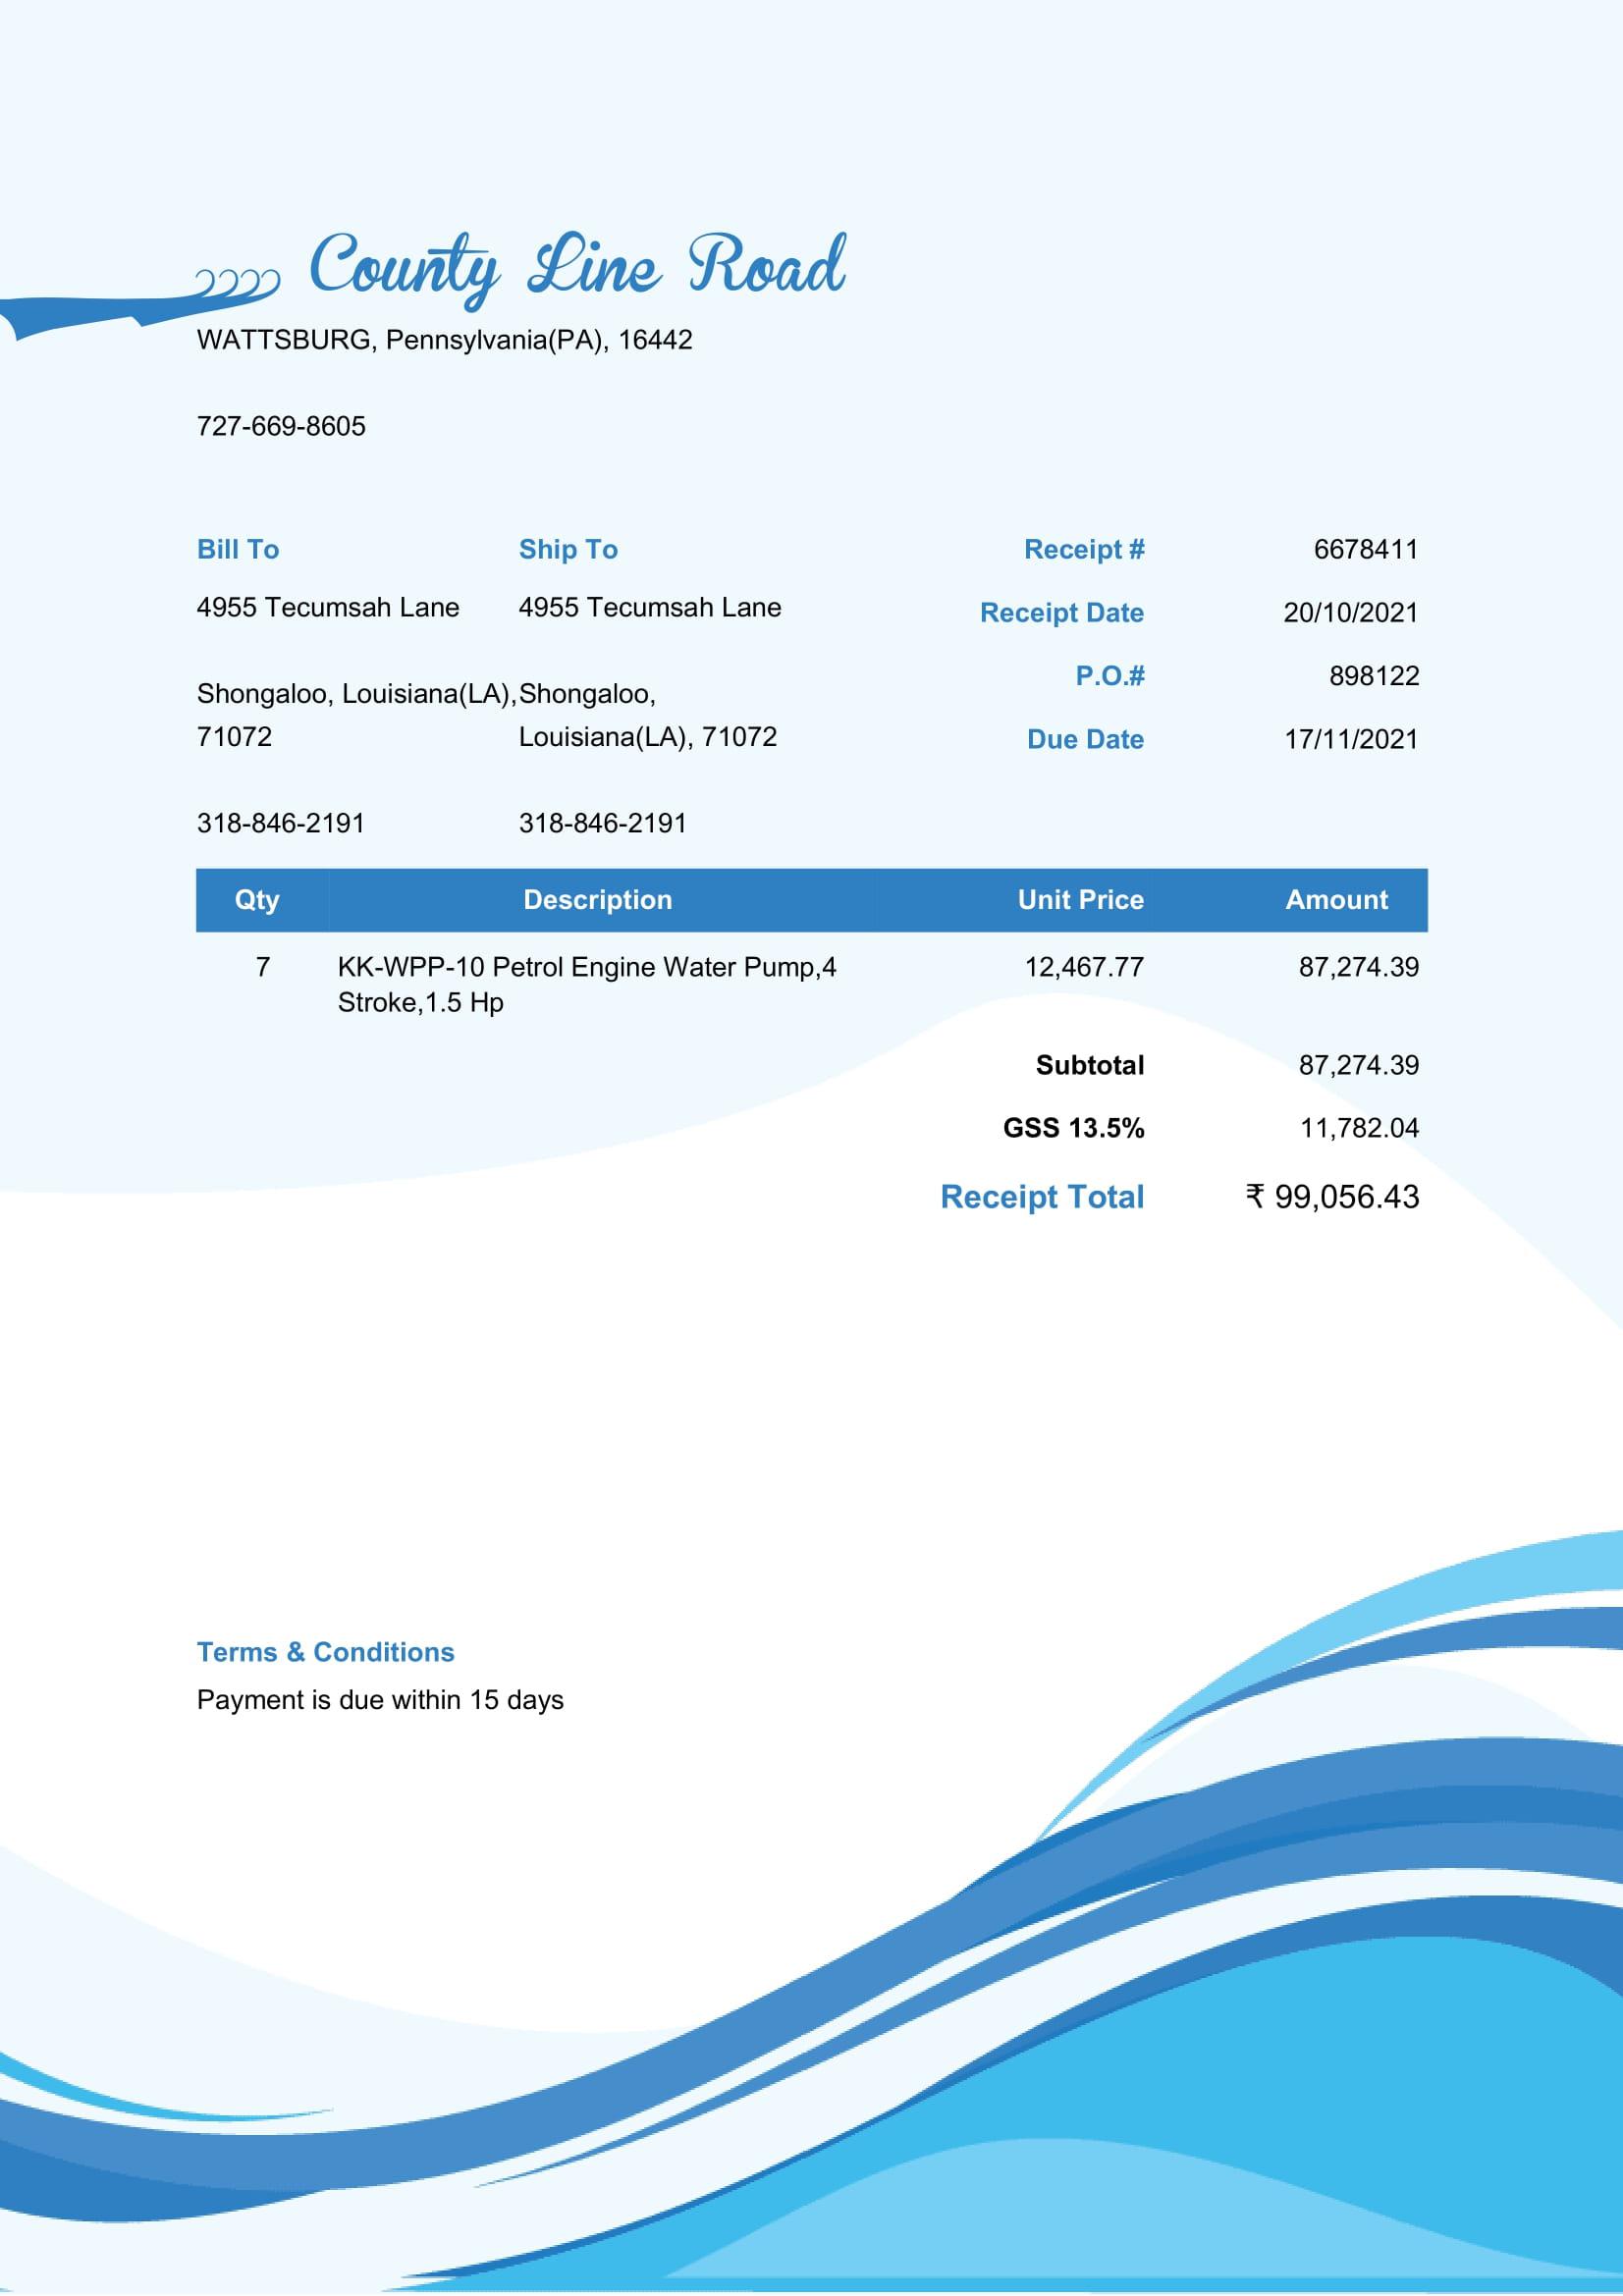 County Line Road
WATTSBURG, Pennsylvania(PA), 16442
727-669-8605
Bill To
4955 Tecumsah Lane
Shongaloo, Louisiana(LA),
71072
318-846-2191
Ship To
4955 Tecumsah Lane
Shongaloo,
Louisiana(LA), 71072
318-846-2191
Receipt # 6678411
Receipt Date 20/10/2021
P.O.# 898122
Due Date 17/11/2021
Qty Description Unit Price Amount
7 KK-WPP-10 Petrol Engine Water Pump,4 12,467.77 87,274.39
Stroke,1.5 Hp
Subtotal 87,274.39
GSS 13.5% 11,782.04
Receipt Total ₹ 99,056.43
Terms & Conditions
Payment is due within 15 days